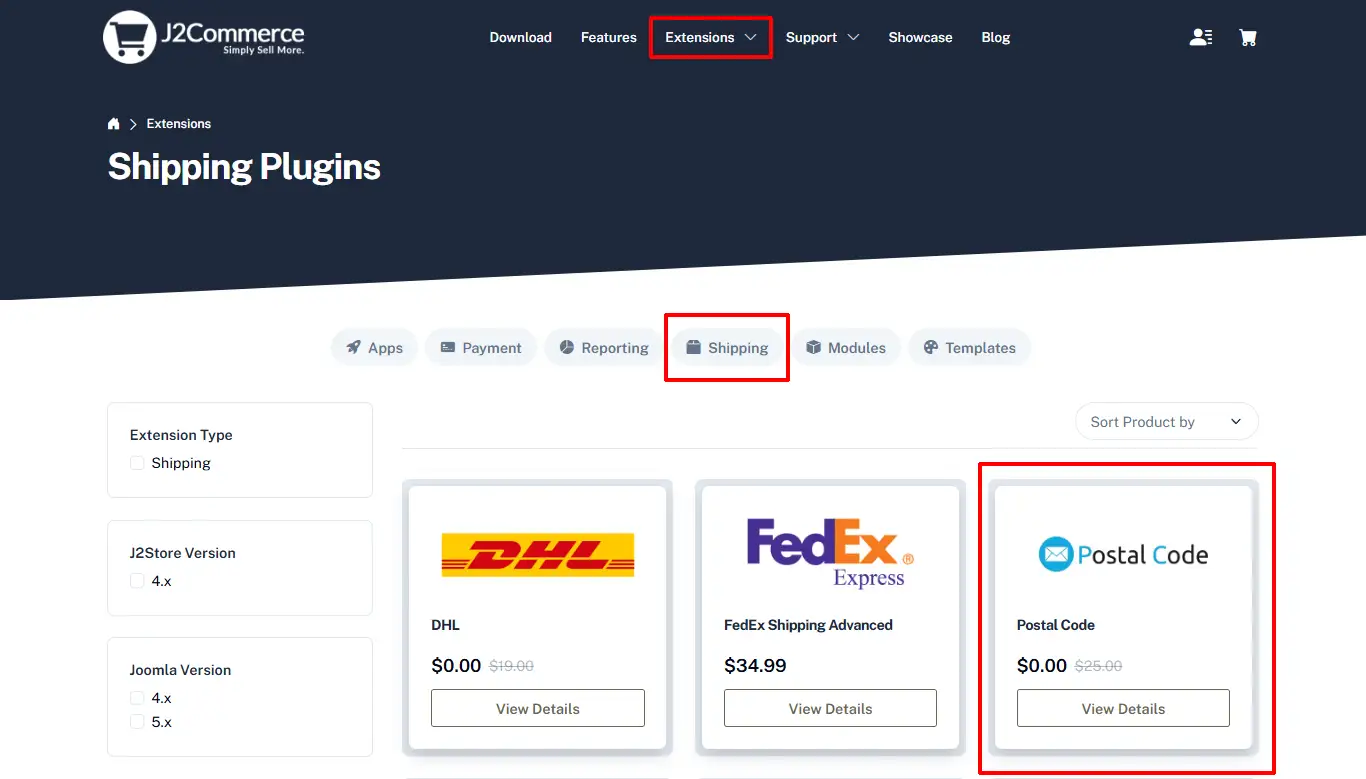 J2Commerce
Simply Sell More.
Download Features Extensions Support Showcase Blog
Extensions
Shipping Plugins
Apps Payment Reporting Shipping Modules Templates
Extension Type
Shipping
J2Store Version
4.x
Joomla Version
4.x
5.x
Sort Product by
DHL
DHL
$0.00 $19.00
View Details
FedEx ®
Express
FedEx Shipping Advanced
$34.99
View Details
Postal Code
Postal Code
$0.00 $25.00
View Details